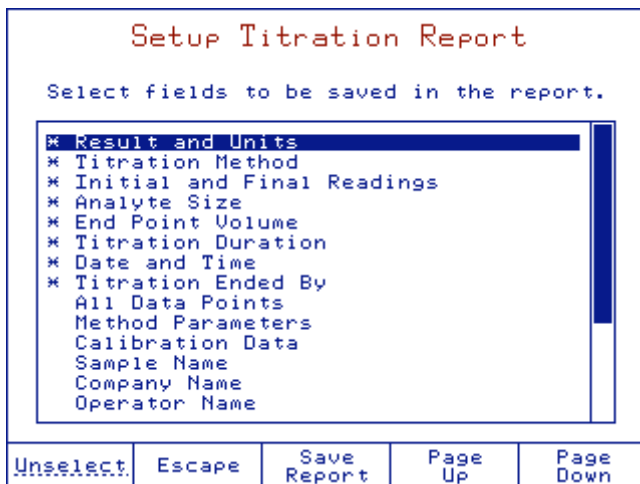 Setup Titration Report
Select fields to be saved in the report.
* Result and Units
* Titration Method
* Initial and Final Readings
* Analyte Size
* End Point Volume
* Titration Duration
* Date and Time
* Titration Ended By
All Data Points
Method Parameters
Calibration Data
Sample Name
Company Name
Operator Name
Unselect
Escape
Save
Report
Page
Up
Page
Down